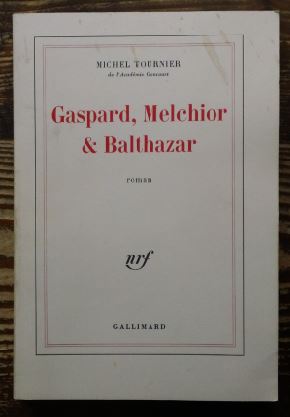 MICHEL TOURNIER
de l'Académie Goncourt
Gaspard, Melchior
& Balthazar
roman
nrf
GALLIMARD